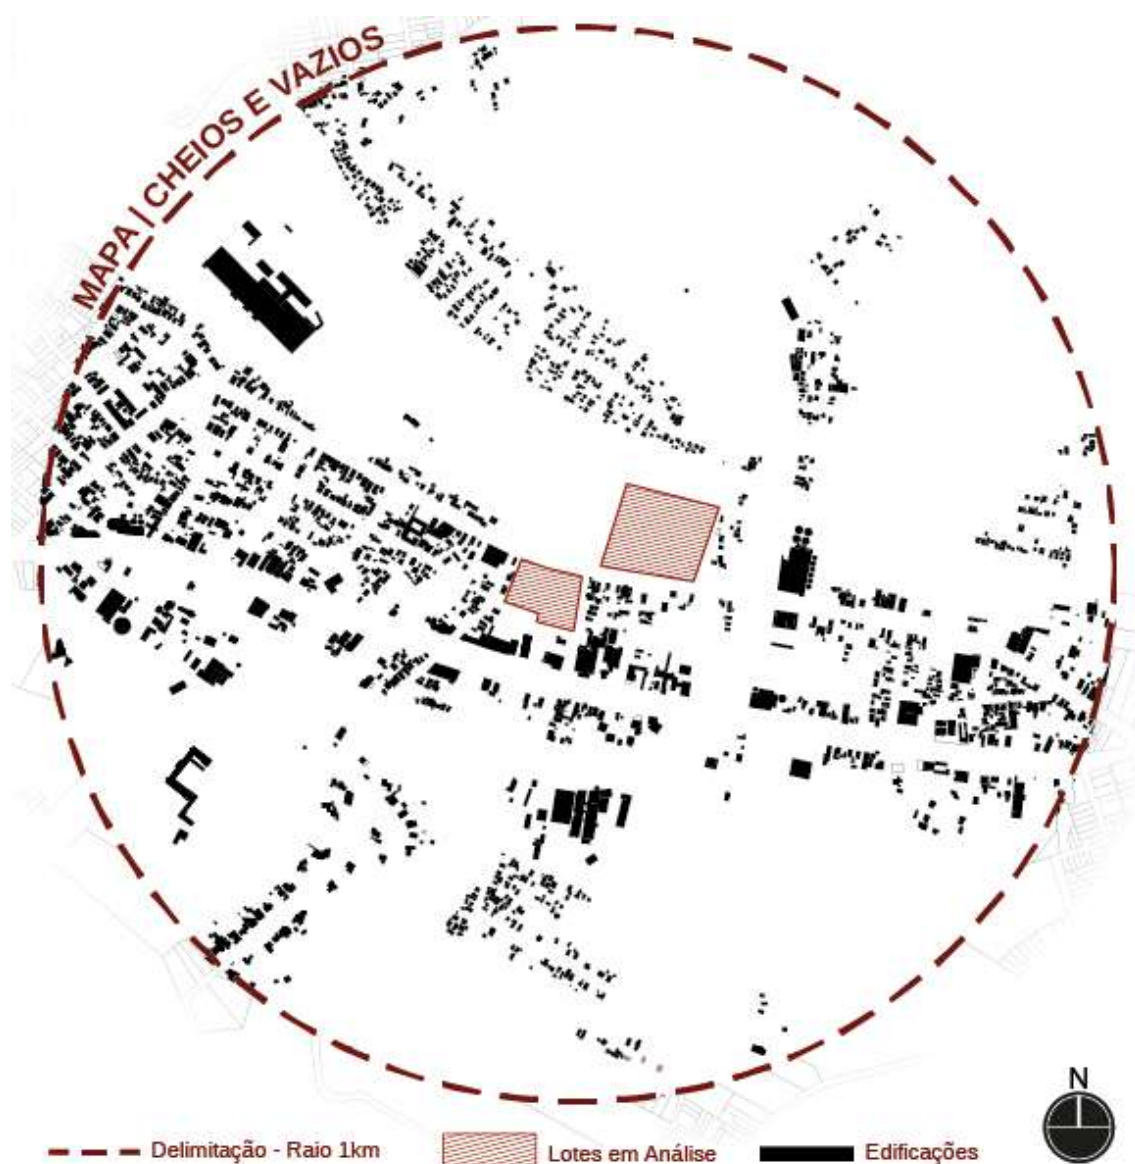 MAPA | CHEIOS E VAZIOS
N
Delimitação - Raio 1km
Lotes em Análise
Edificações